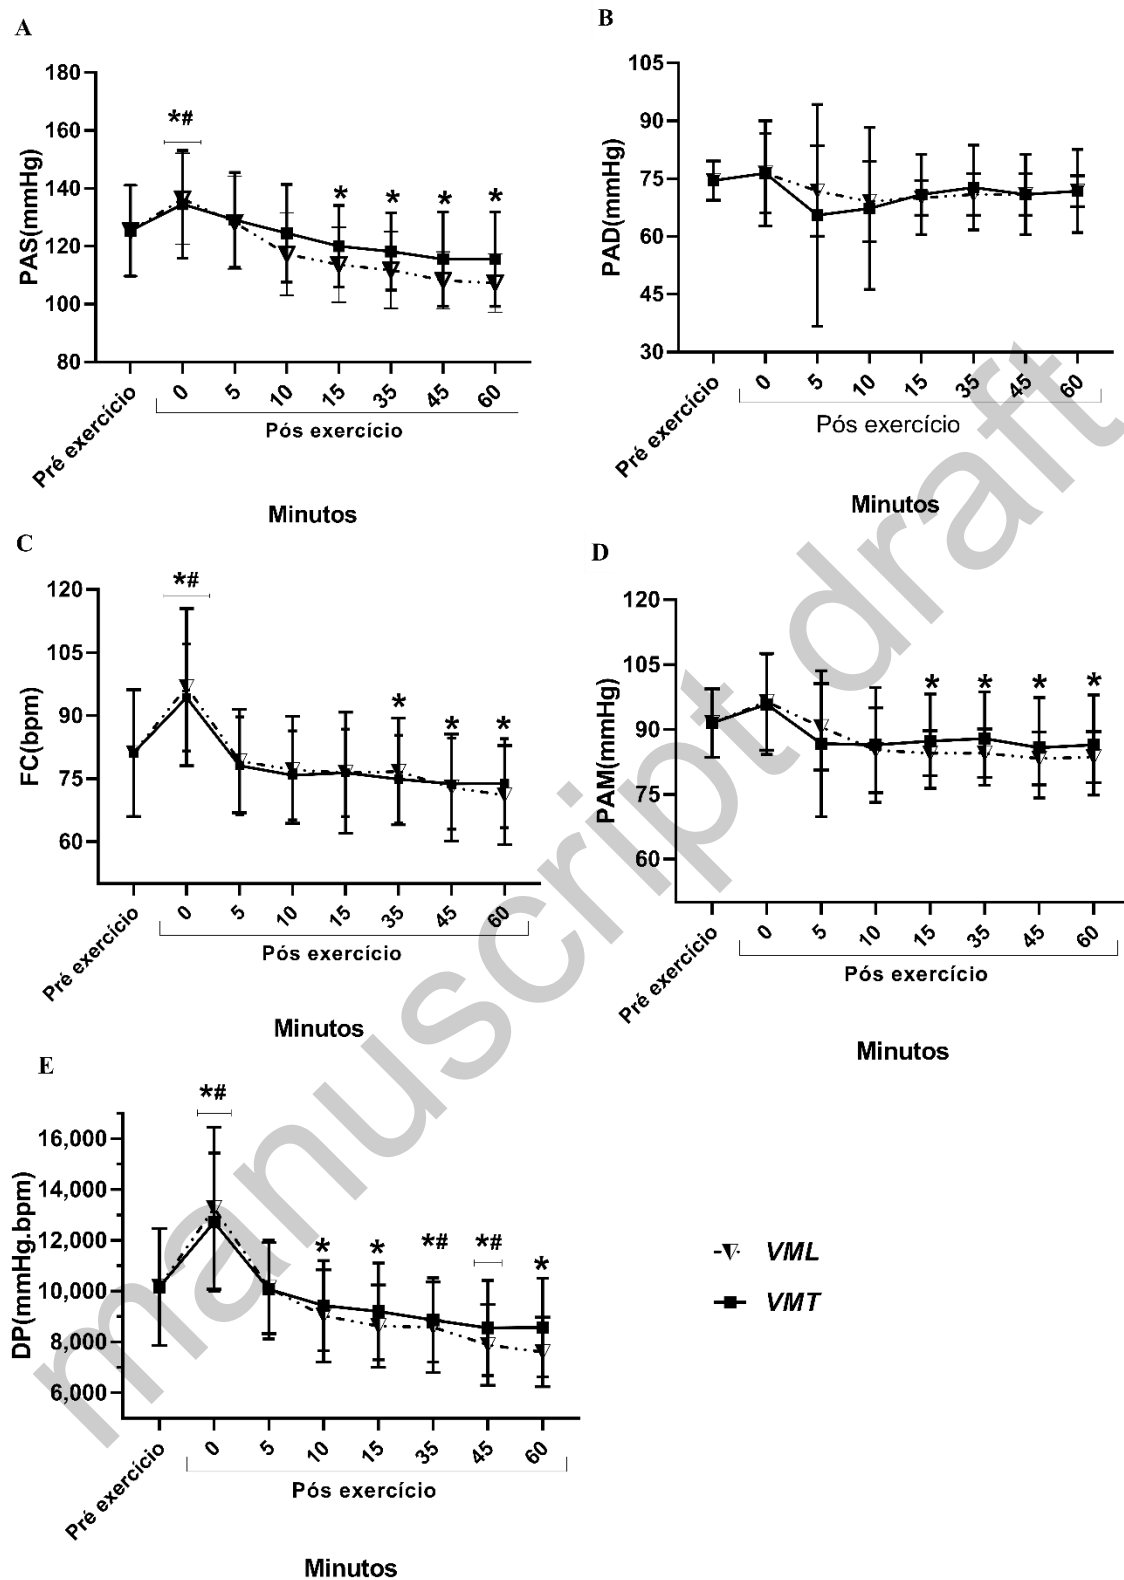 A
PAS(mmHg)
180
160
140
120
100
80
*#
* * * *
Pré exercício 0 5 10 15 35 45 60
Pós exercício
Minutos
B
PAD(mmHg)
105
90
75
60
45
30
Pré exercício 0 5 10 15 35 45 60
Pós exercício
Minutos
C
FC(bpm)
120
105
90
75
60
*#
* * *
Pré exercício 0 5 10 15 35 45 60
Pós exercício
Minutos
D
PAM(mmHg)
120
105
90
75
60
* * * *
Pré exercício 0 5 10 15 35 45 60
Pós exercício
Minutos
E
DP(mmHg.bpm)
16,000
14,000
12,000
10,000
8,000
6,000
*#
* * *# *# *
Pré exercício 0 5 10 15 35 45 60
Pós exercício
Minutos
VML
VMT
manuscript draft